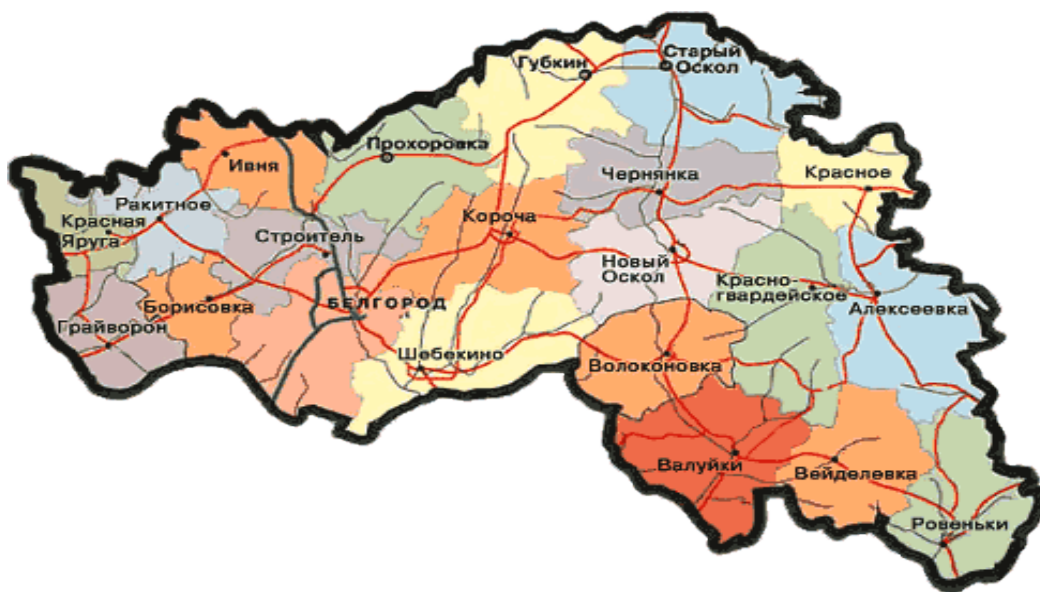 Старый
Оскол
Губкин
Прохоровка
Ивня
Чернянка
Красное
Ракитное
Красная
Яруга
Короча
Строитель
Новый
Оскол
Красно-
гвардейское
БЕЛГОРОД
Борисовка
Алексеевка
Грайворон
Шебекино
Волоконовка
Валуйки
Вейделевка
Ровеньки